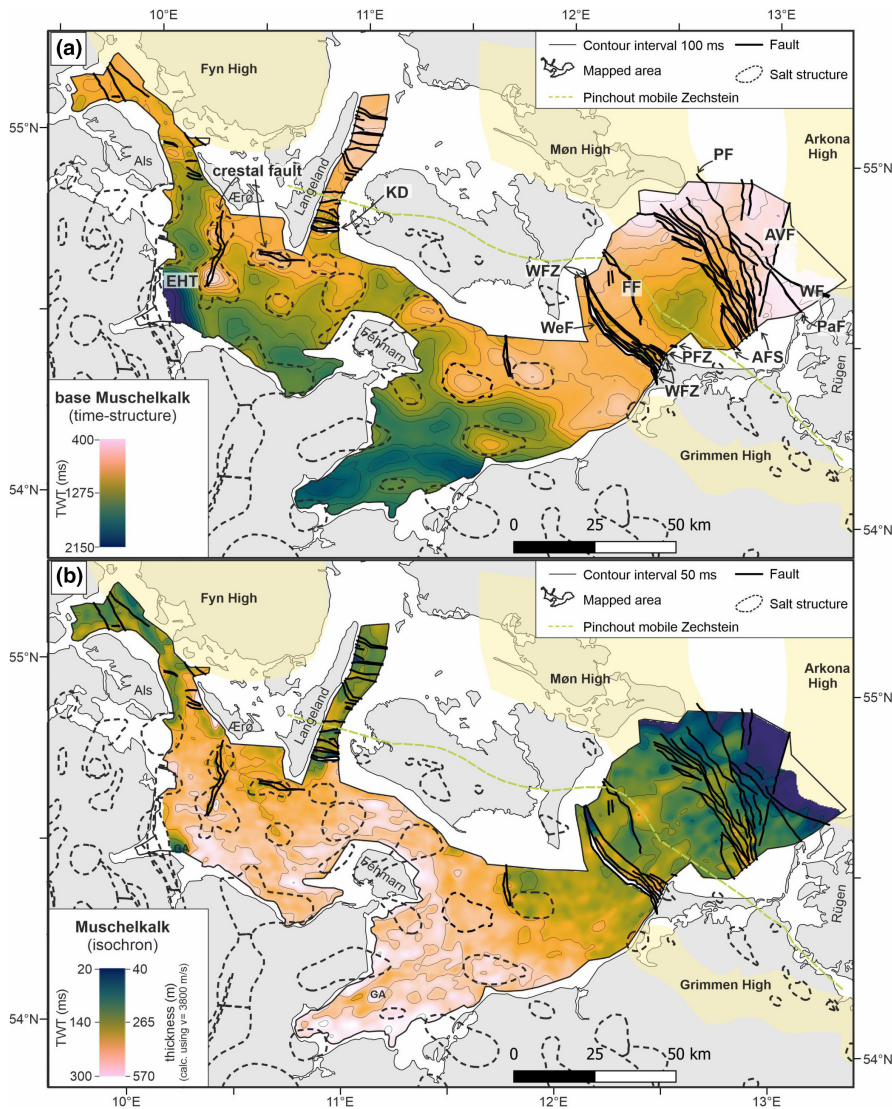 10°E 11°E 12°E 13°E
(a)
Contour interval 100 ms
Fault
Mapped area
Salt structure
Pinchout mobile Zechstein
Fyn High
55°N
55°N
Als
crestal fault
Ærø
Langeland
KD
Møn High
PF
Arkona
High
EHT
WFZ
FF
AVF
WF
WeF
PaF
Fehmarn
PFZ
AFS
WFZ
Rügen
Grimmen High
54°N
54°N
base Muschelkalk
(time-structure)
400
TWT (ms)
1275
2150
0 25 50 km
(b)
Contour interval 50 ms
Fault
Mapped area
Salt structure
Pinchout mobile Zechstein
Fyn High
55°N
55°N
Als
Ærø
Langeland
Møn High
Arkona
High
GA
Fehmarn
Rügen
GA
Grimmen High
54°N
54°N
Muschelkalk
(isochron)
20 40
TWT (ms)
140 265
thickness (m)
(calc. using v= 3800 m/s)
300 570
0 25 50 km
10°E 11°E 12°E 13°E